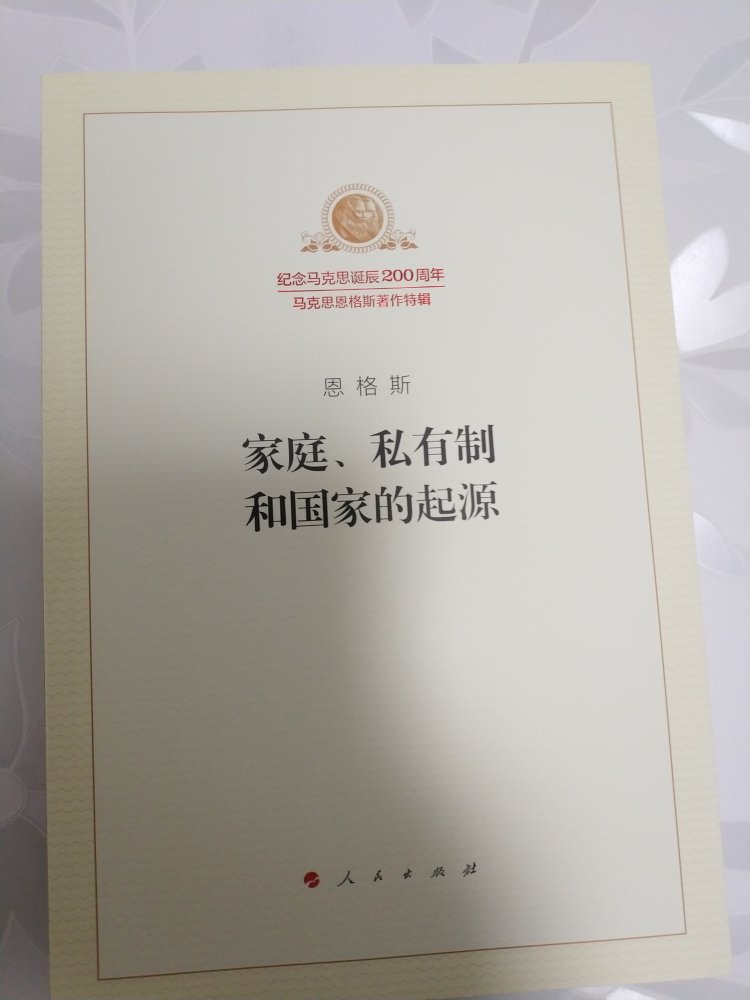 纪念马克思诞辰200周年
马克思恩格斯著作特辑
恩格斯
家庭、私有制
和国家的起源
人民出版社